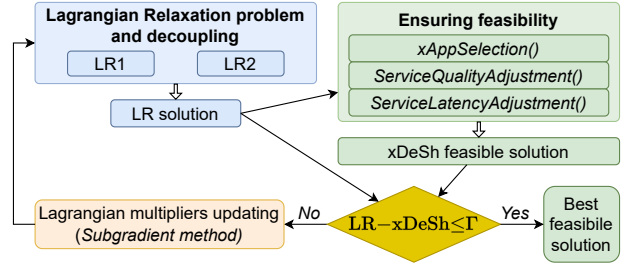 Lagrangian Relaxation problem
and decoupling
LR1
LR2
LR solution
Ensuring feasibility
xAppSelection()
ServiceQualityAdjustment()
ServiceLatencyAdjustment()
xDeSh feasible solution
LR−xDeSh≤Γ
No
Yes
Lagrangian multipliers updating
(Subgradient method)
Best
feasibile
solution